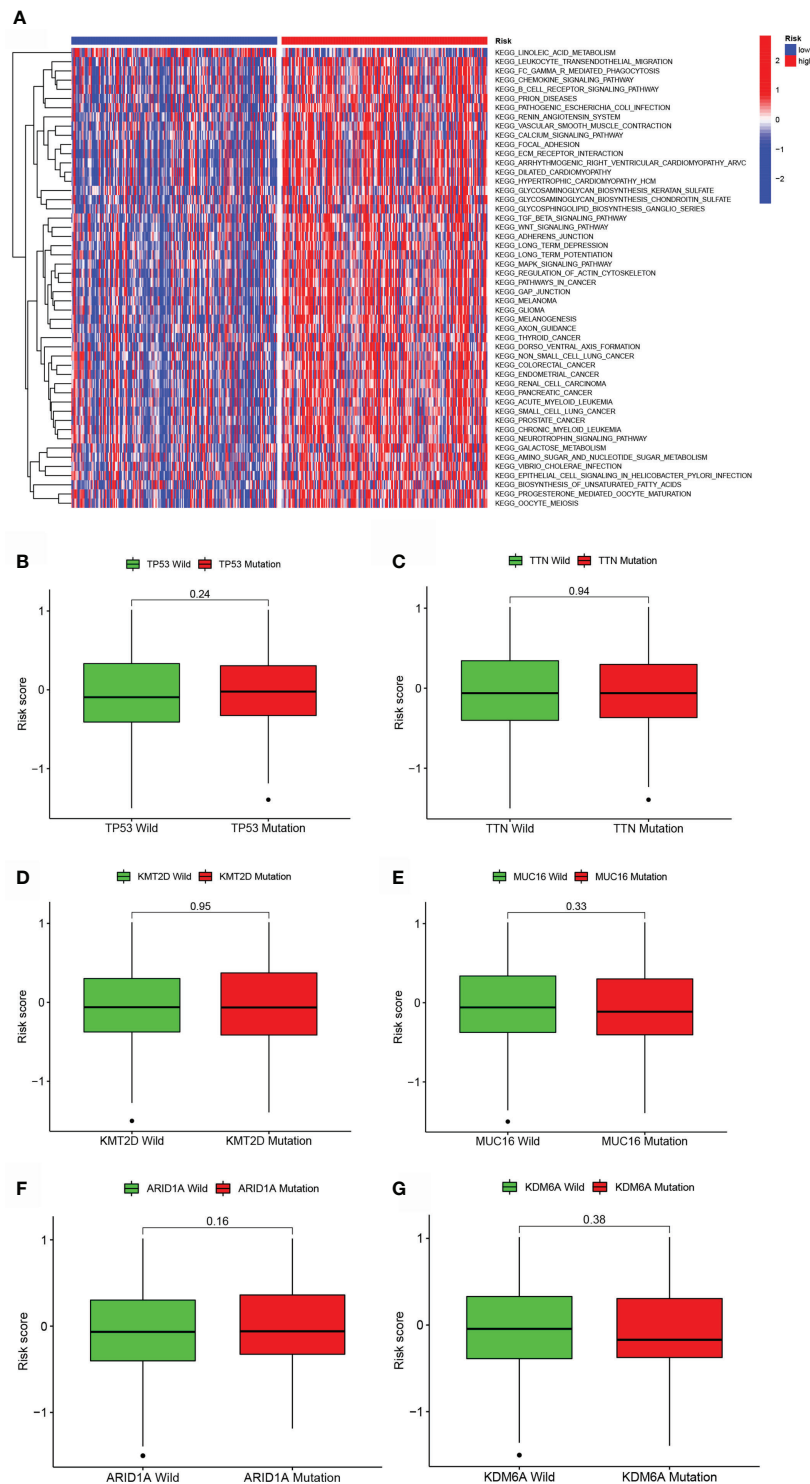 A
Risk
KEGG_LINOLEIC_ACID_METABOLISM
KEGG_LEUKOCYTE_TRANSENDOTHELIAL_MIGRATION
KEGG_FC_GAMMA_R_MEDIATED_PHAGOCYTOSIS
KEGG_CHEMOKINE_SIGNALING_PATHWAY
KEGG_B_CELL_RECEPTOR_SIGNALING_PATHWAY
KEGG_PRION_DISEASES
KEGG_PATHOGENIC_ESCHERICHIA_COLI_INFECTION
KEGG_RENIN_ANGIOTENSIN_SYSTEM
KEGG_VASCULAR_SMOOTH_MUSCLE_CONTRACTION
KEGG_CALCIUM_SIGNALING_PATHWAY
KEGG_FOCAL_ADHESION
KEGG_ECM_RECEPTOR_INTERACTION
KEGG_ARRHYTHMOGENIC_RIGHT_VENTRICULAR_CARDIOMYOPATHY_ARVC
KEGG_DILATED_CARDIOMYOPATHY
KEGG_HYPERTROPHIC_CARDIOMYOPATHY_HCM
KEGG_GLYCOSAMINOGLYCAN_BIOSYNTHESIS_KERATAN_SULFATE
KEGG_GLYCOSAMINOGLYCAN_BIOSYNTHESIS_CHONDROITIN_SULFATE
KEGG_GLYCOSPHINGOLIPID_BIOSYNTHESIS_GANGLIO_SERIES
KEGG_TGF_BETA_SIGNALING_PATHWAY
KEGG_WNT_SIGNALING_PATHWAY
KEGG_ADHERENS_JUNCTION
KEGG_LONG_TERM_DEPRESSION
KEGG_LONG_TERM_POTENTIATION
KEGG_MAPK_SIGNALING_PATHWAY
KEGG_REGULATION_OF_ACTIN_CYTOSKELETON
KEGG_PATHWAYS_IN_CANCER
KEGG_GAP_JUNCTION
KEGG_MELANOMA
KEGG_GLIOMA
KEGG_MELANOGENESIS
KEGG_AXON_GUIDANCE
KEGG_THYROID_CANCER
KEGG_DORSO_VENTRAL_AXIS_FORMATION
KEGG_NON_SMALL_CELL_LUNG_CANCER
KEGG_COLORECTAL_CANCER
KEGG_ENDOMETRIAL_CANCER
KEGG_RENAL_CELL_CARCINOMA
KEGG_PANCREATIC_CANCER
KEGG_ACUTE_MYELOID_LEUKEMIA
KEGG_SMALL_CELL_LUNG_CANCER
KEGG_PROSTATE_CANCER
KEGG_CHRONIC_MYELOID_LEUKEMIA
KEGG_NEUROTROPHIN_SIGNALING_PATHWAY
KEGG_GALACTOSE_METABOLISM
KEGG_AMINO_SUGAR_AND_NUCLEOTIDE_SUGAR_METABOLISM
KEGG_VIBRIO_CHOLERAE_INFECTION
KEGG_EPITHELIAL_CELL_SIGNALING_IN_HELICOBACTER_PYLORI_INFECTION
KEGG_BIOSYNTHESIS_OF_UNSATURATED_FATTY_ACIDS
KEGG_PROGESTERONE_MEDIATED_OOCYTE_MATURATION
KEGG_OOCYTE_MEIOSIS
2
1
0
−1
−2
Risk
low
high
B
TP53 Wild TP53 Mutation
0.24
1
0
−1
Risk score
TP53 Wild TP53 Mutation
C
TTN Wild TTN Mutation
0.94
1
0
−1
Risk score
TTN Wild TTN Mutation
D
KMT2D Wild KMT2D Mutation
0.95
1
0
−1
Risk score
KMT2D Wild KMT2D Mutation
E
MUC16 Wild MUC16 Mutation
0.33
1
0
−1
Risk score
MUC16 Wild MUC16 Mutation
F
ARID1A Wild ARID1A Mutation
0.16
1
0
−1
Risk score
ARID1A Wild ARID1A Mutation
G
KDM6A Wild KDM6A Mutation
0.38
1
0
−1
Risk score
KDM6A Wild KDM6A Mutation